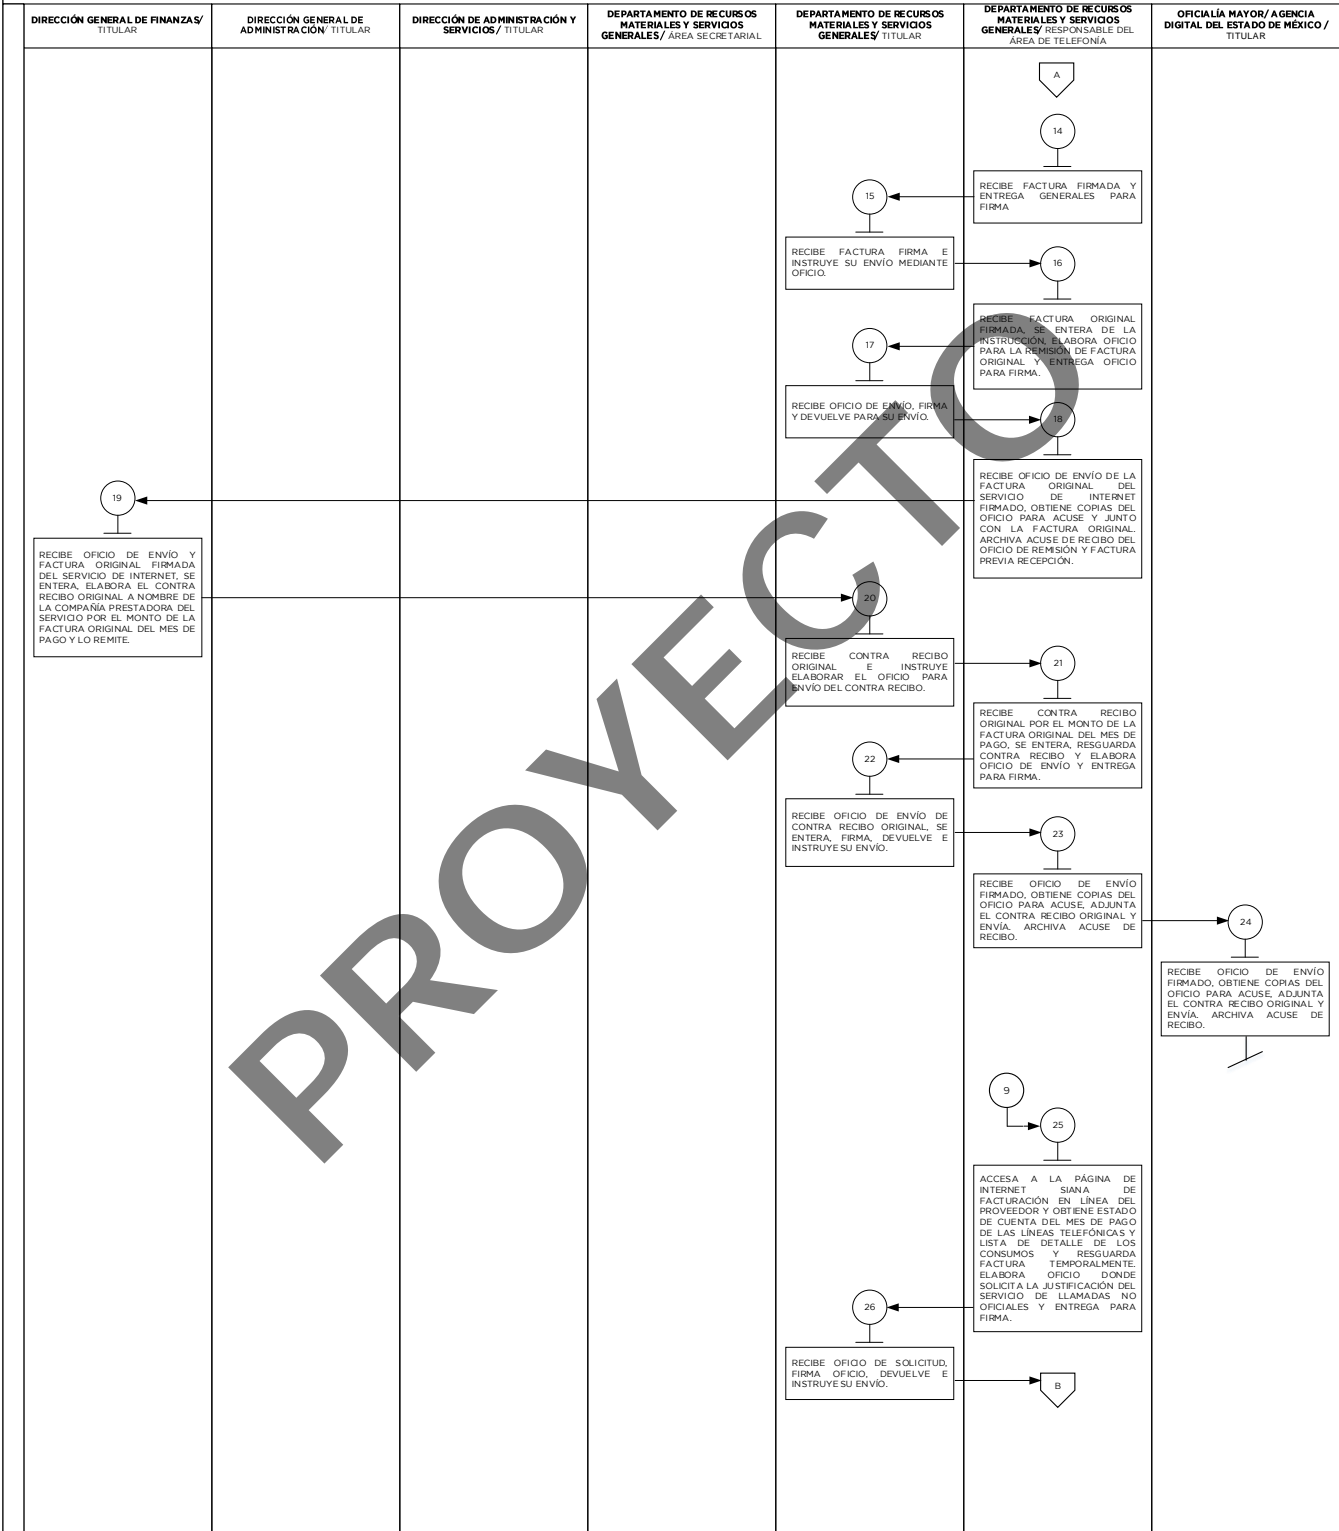 DIRECCIÓN GENERAL DE FINANZAS/
TITULAR
DIRECCIÓN GENERAL DE
ADMINISTRACIÓN/ TITULAR
DIRECCIÓN DE ADMINISTRACIÓN Y
SERVICIOS/ TITULAR
DEPARTAMENTO DE RECURSOS
MATERIALES Y SERVICIOS
GENERALES/ ÁREA SECRETARIAL
DEPARTAMENTO DE RECURSOS
MATERIALES Y SERVICIOS
GENERALES/ TITULAR
DEPARTAMENTO DE RECURSOS
MATERIALES Y SERVICIOS
GENERALES/ RESPONSABLE DEL
ÁREA DE TELEFONÍA
OFICIALÍA MAYOR/ AGENCIA
DIGITAL DEL ESTADO DE MÉXICO /
TITULAR
A
14
RECIBE FACTURA FIRMADA Y
ENTREGA GENERALES PARA
FIRMA
15
RECIBE FACTURA FIRMA E
INSTRUYE SU ENVÍO MEDIANTE
OFICIO.
16
RECIBE FACTURA ORIGINAL
FIRMADA, SE ENTERA DE LA
INSTRUCCIÓN, ELABORA OFICIO
PARA LA REMISIÓN DE FACTURA
ORIGINAL Y ENTREGA OFICIO
PARA FIRMA.
17
RECIBE OFICIO DE ENVÍO, FIRMA
Y DEVUELVE PARA SU ENVÍO.
18
RECIBE OFICIO DE ENVÍO DE LA
FACTURA ORIGINAL DEL
SERVICIO DE INTERNET
FIRMADO, OBTIENE COPIAS DEL
OFICIO PARA ACUSE Y JUNTO
CON LA FACTURA ORIGINAL.
ARCHIVA ACUSE DE RECIBO DEL
OFICIO DE REMISIÓN Y FACTURA
PREVIA RECEPCIÓN.
19
RECIBE OFICIO DE ENVÍO Y
FACTURA ORIGINAL FIRMADA
DEL SERVICIO DE INTERNET, SE
ENTERA, ELABORA EL CONTRA
RECIBO ORIGINAL A NOMBRE DE
LA COMPAÑÍA PRESTADORA DEL
SERVICIO POR EL MONTO DE LA
FACTURA ORIGINAL DEL MES DE
PAGO Y LO REMITE.
20
RECIBE CONTRA RECIBO
ORIGINAL E INSTRUYE
ELABORAR EL OFICIO PARA
ENVÍO DEL CONTRA RECIBO.
21
RECIBE CONTRA RECIBO
ORIGINAL POR EL MONTO DE LA
FACTURA ORIGINAL DEL MES DE
PAGO, SE ENTERA, RESGUARDA
CONTRA RECIBO Y ELABORA
OFICIO DE ENVÍO Y ENTREGA
PARA FIRMA.
22
RECIBE OFICIO DE ENVÍO DE
CONTRA RECIBO ORIGINAL, SE
ENTERA, FIRMA, DEVUELVE E
INSTRUYE SU ENVÍO.
23
RECIBE OFICIO DE ENVÍO
FIRMADO, OBTIENE COPIAS DEL
OFICIO PARA ACUSE, ADJUNTA
EL CONTRA RECIBO ORIGINAL Y
ENVÍA. ARCHIVA ACUSE DE
RECIBO.
24
RECIBE OFICIO DE ENVÍO
FIRMADO, OBTIENE COPIAS DEL
OFICIO PARA ACUSE, ADJUNTA
EL CONTRA RECIBO ORIGINAL Y
ENVÍA. ARCHIVA ACUSE DE
RECIBO.
9
25
ACCESA A LA PÁGINA DE
INTERNET SIANA DE
FACTURACIÓN EN LÍNEA DEL
PROVEEDOR Y OBTIENE ESTADO
DE CUENTA DEL MES DE PAGO
DE LAS LÍNEAS TELEFÓNICAS Y
LISTA DE DETALLE DE LOS
CONSUMOS Y RESGUARDA
FACTURA TEMPORALMENTE.
ELABORA OFICIO DONDE
SOLICITA LA JUSTIFICACIÓN DEL
SERVICIO DE LLAMADAS NO
OFICIALES Y ENTREGA PARA
FIRMA.
26
RECIBE OFICIO DE SOLICITUD,
FIRMA OFICIO, DEVUELVE E
INSTRUYE SU ENVÍO.
B
PROYECTO